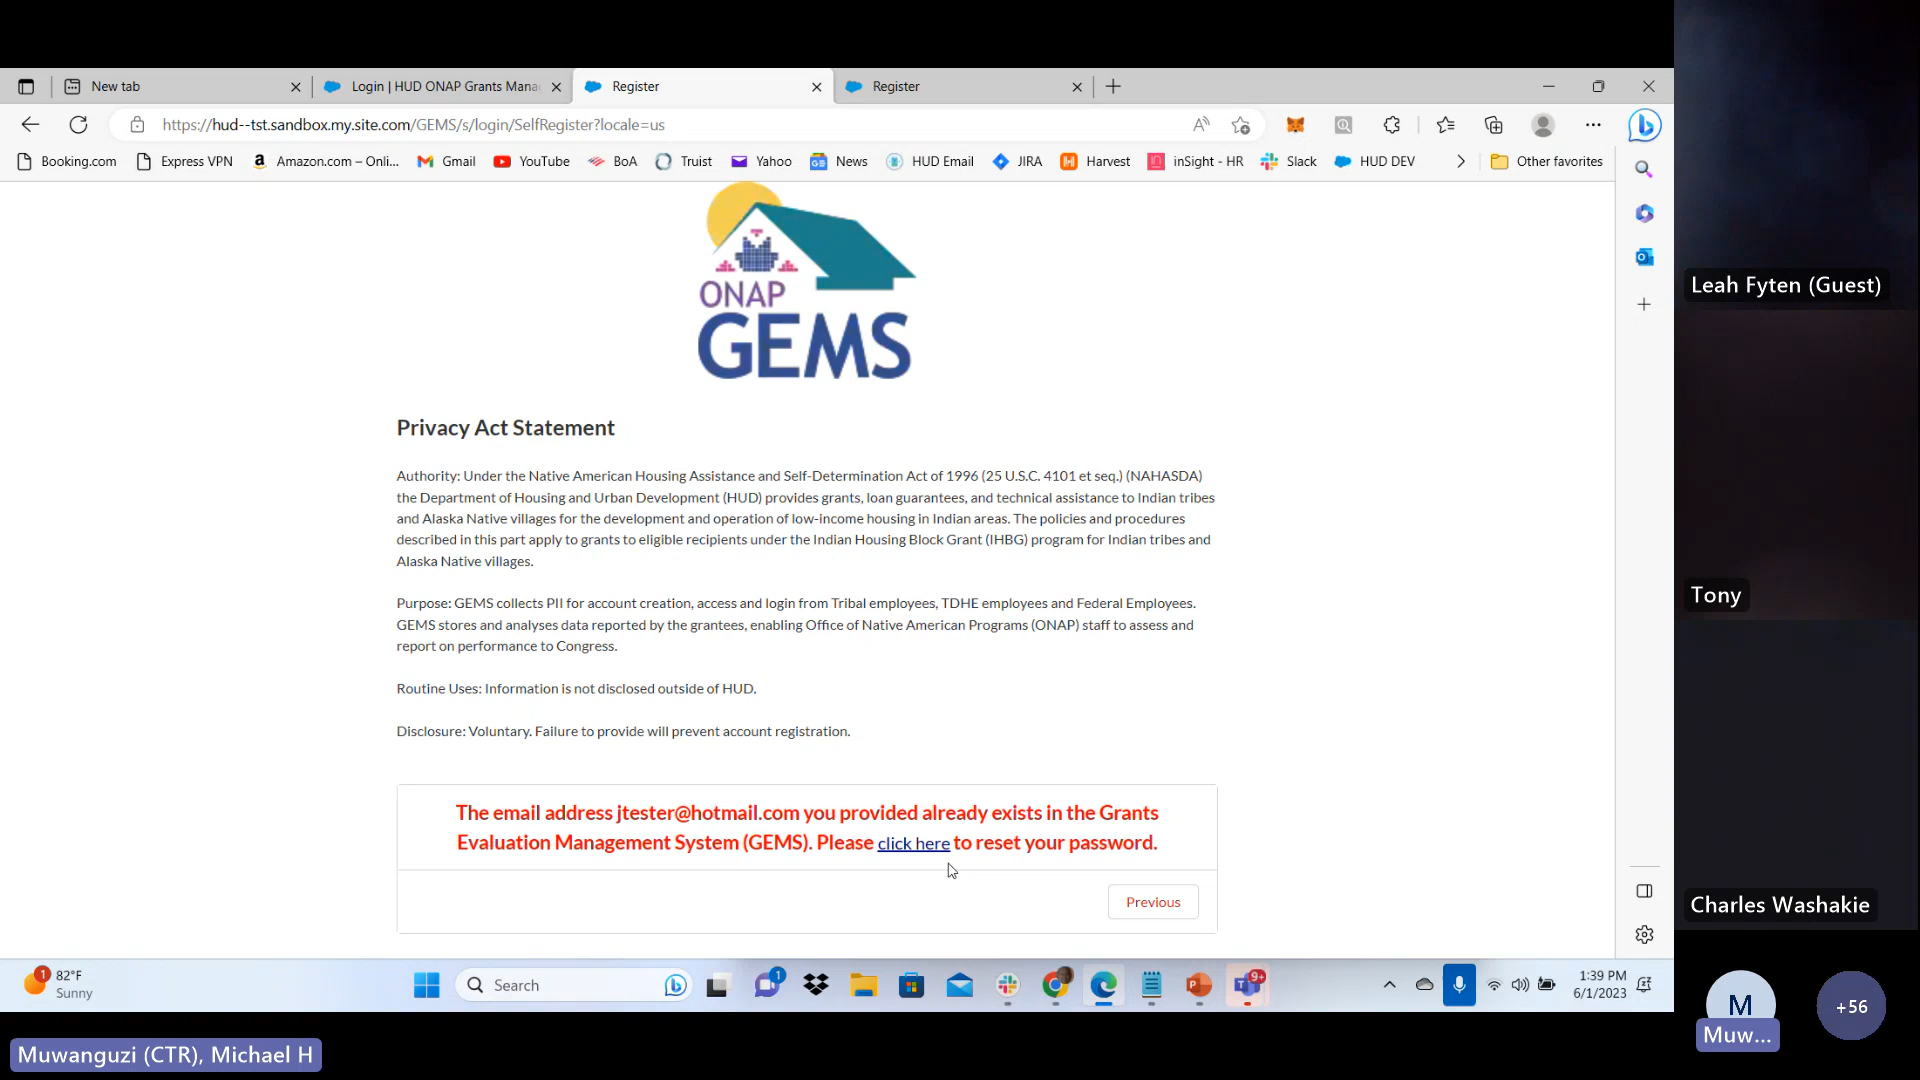 New tab
Login | HUD ONAP Grants Mana
Register
Register
https://hud--tst.sandbox.my.site.com/GEMS/s/login/SelfRegister?locale=us
Booking.com
Express VPN
Amazon.com – Onli...
Gmail
YouTube
BoA
Truist
Yahoo
News
HUD Email
JIRA
Harvest
inSight - HR
Slack
HUD DEV
Other favorites
ONAP
GEMS
Privacy Act Statement
Authority: Under the Native American Housing Assistance and Self-Determination Act of 1996 (25 U.S.C. 4101 et seq.) (NAHASDA)
the Department of Housing and Urban Development (HUD) provides grants, loan guarantees, and technical assistance to Indian tribes
and Alaska Native villages for the development and operation of low-income housing in Indian areas. The policies and procedures
described in this part apply to grants to eligible recipients under the Indian Housing Block Grant (IHBG) program for Indian tribes and
Alaska Native villages.
Purpose: GEMS collects PII for account creation, access and login from Tribal employees, TDHE employees and Federal Employees.
GEMS stores and analyses data reported by the grantees, enabling Office of Native American Programs (ONAP) staff to assess and
report on performance to Congress.
Routine Uses: Information is not disclosed outside of HUD.
Disclosure: Voluntary. Failure to provide will prevent account registration.
The email address jtester@hotmail.com you provided already exists in the Grants
Evaluation Management System (GEMS). Please click here to reset your password.
Previous
Leah Fyten (Guest)
Tony
Charles Washakie
M
Muw...
+56
1
82°F
Sunny
Search
1
9+
1:39 PM
6/1/2023
Muwanguzi (CTR), Michael H